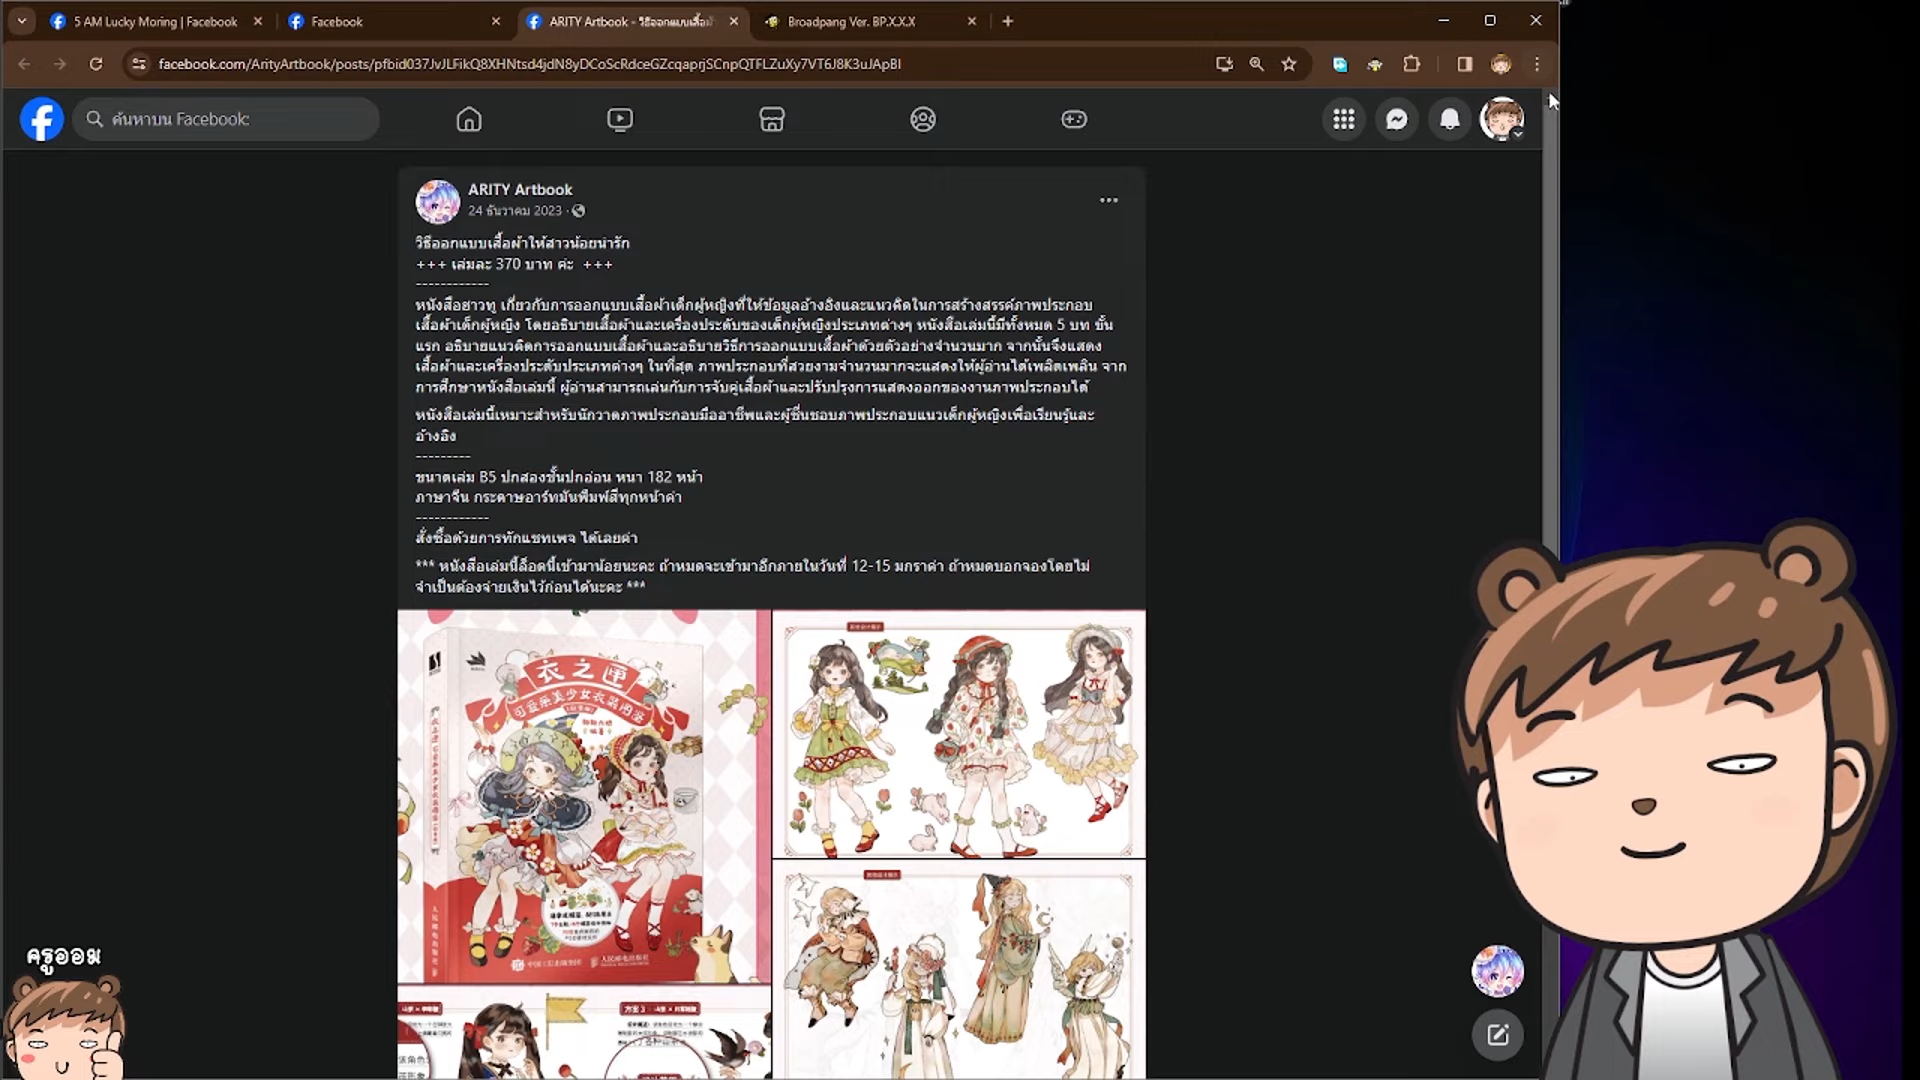 5 AM Lucky Moring | Facebook
Facebook
ARITY Artbook - วิธีออกแบบเสื้อผ้
Broadpang Ver. BP.X.X.X
facebook.com/ArityArtbook/posts/pfbid037JvJLFikQ8XHNtsd4jdN8yDCoScRdceGZcqaprjSCnpQTFLZuXy7VT6J8K3uJApBl
ค้นหาบน Facebook
ARITY Artbook
24 ธันวาคม 2023
วิธีออกแบบเสื้อผ้าให้สาวน้อยน่ารัก
+++ เล่มละ 370 บาท ค่ะ +++
------------
หนังสือฮาวทู เกี่ยวกับการออกแบบเสื้อผ้าเด็กผู้หญิงที่ให้ข้อมูลอ้างอิงและแนวคิดในการสร้างสรรค์ภาพประกอบ
เสื้อผ้าเด็กผู้หญิง โดยอธิบายเสื้อผ้าและเครื่องประดับของเด็กผู้หญิงประเภทต่างๆ หนังสือเล่มนี้มีทั้งหมด 5 บท ขั้น
แรก อธิบายแนวคิดการออกแบบเสื้อผ้าและอธิบายวิธีการออกแบบเสื้อผ้าด้วยตัวอย่างจำนวนมาก จากนั้นจึงแสดง
เสื้อผ้าและเครื่องประดับประเภทต่างๆ ในที่สุด ภาพประกอบที่สวยงามจำนวนมากจะแสดงให้ผู้อ่านได้เพลิดเพลิน จาก
การศึกษาหนังสือเล่มนี้ ผู้อ่านสามารถเล่นกับการจับคู่เสื้อผ้าและปรับปรุงการแสดงออกของงานภาพประกอบได้
หนังสือเล่มนี้เหมาะสำหรับนักวาดภาพประกอบมืออาชีพและผู้ชื่นชอบภาพประกอบแนวเด็กผู้หญิงเพื่อเรียนรู้และ
อ้างอิง
---------
ขนาดเล่ม B5 ปกสองชั้นปกอ่อน หนา 182 หน้า
ภาษาจีน กระดาษอาร์ทมันพิมพ์สีทุกหน้าค่า
------------
สั่งซื้อด้วยการทักแชทเพจ ได้เลยค่า
*** หนังสือเล่มนี้ล็อตนี้เข้ามาน้อยนะคะ ถ้าหมดจะเข้ามาอีกภายในวันที่ 12-15 มกราค่า ถ้าหมดบอกจองโดยไม่
จำเป็นต้องจ่ายเงินไว้ก่อนได้นะคะ ***
衣之匣
可爱系美少女衣装图鉴
ครูออม